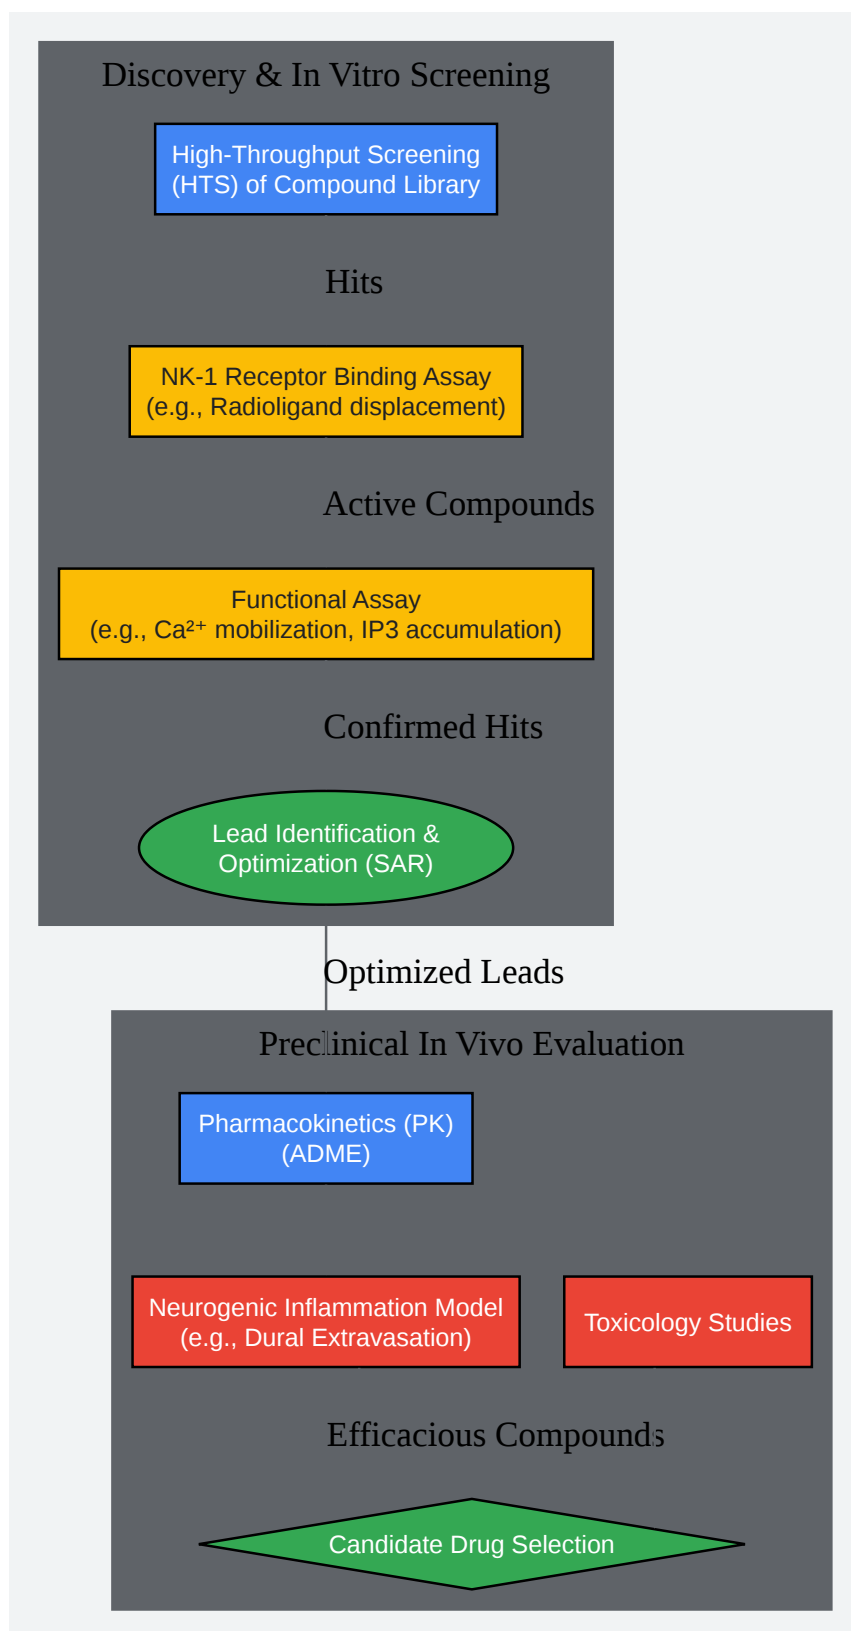 Discovery & In Vitro Screening
High-Throughput Screening
(HTS) of Compound Library
Hits
NK-1 Receptor Binding Assay
(e.g., Radioligand displacement)
Active Compounds
Functional Assay
(e.g., Ca²⁺ mobilization, IP3 accumulation)
Confirmed Hits
Lead Identification &
Optimization (SAR)
Optimized Leads
Preclinical In Vivo Evaluation
Pharmacokinetics (PK)
(ADME)
Neurogenic Inflammation Model
(e.g., Dural Extravasation)
Toxicology Studies
Efficacious Compounds
Candidate Drug Selection